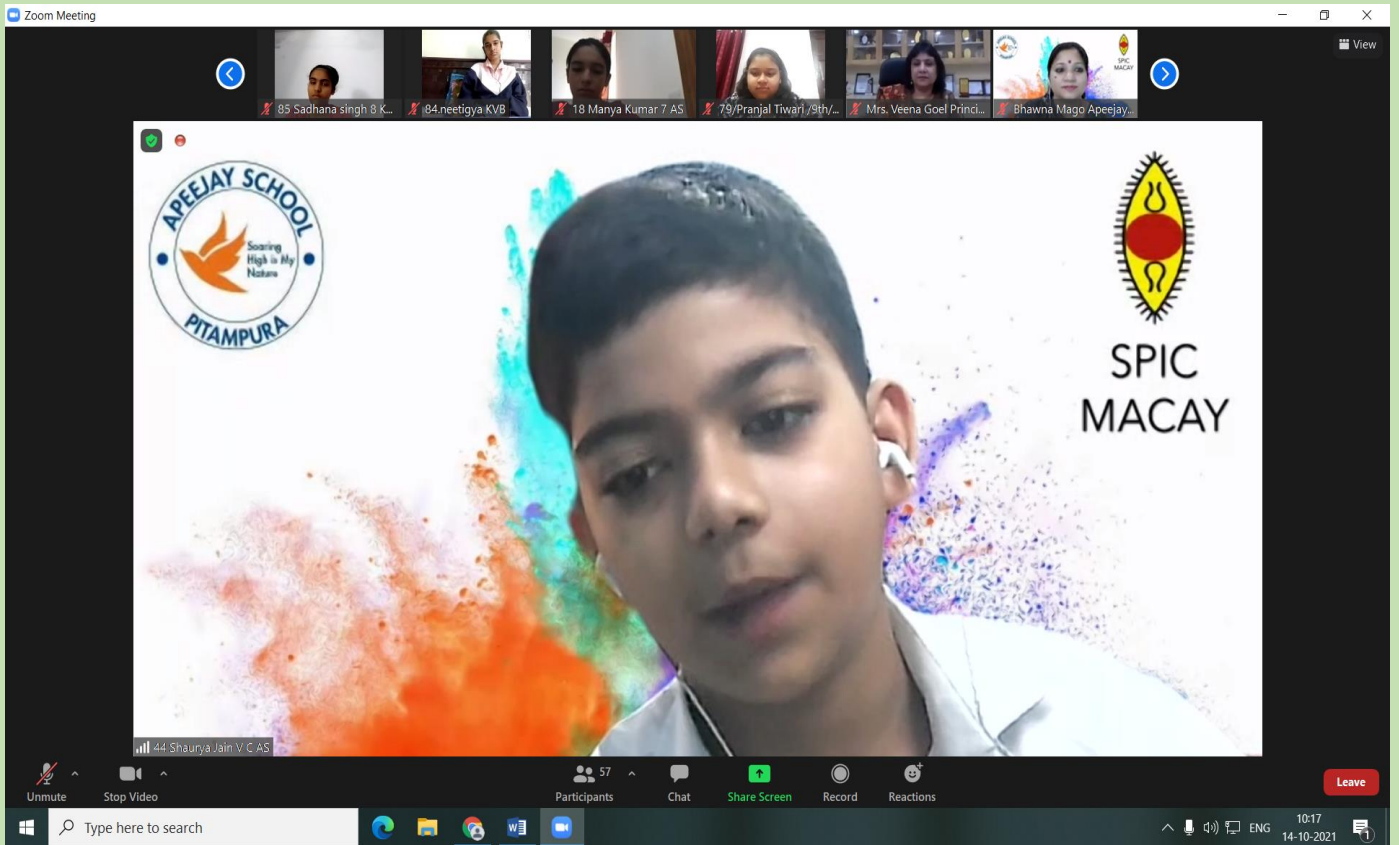 Zoom Meeting
View
85 Sadhana singh 8 K...
84.neetigya KVB
18 Manya Kumar 7 AS
79/Pranjal Tiwari /9th/...
Mrs. Veena Goel Princi...
Bhawna Mago Apeejay...
SPIC
MACAY
APEEJAY SCHOOL
Soaring
High is My
Nature
PITAMPURA
SPIC
MACAY
44 Shaurya Jain V C AS
Unmute
Stop Video
57
Participants
Chat
Share Screen
Record
Reactions
Leave
Type here to search
ENG
10:17
14-10-2021
1